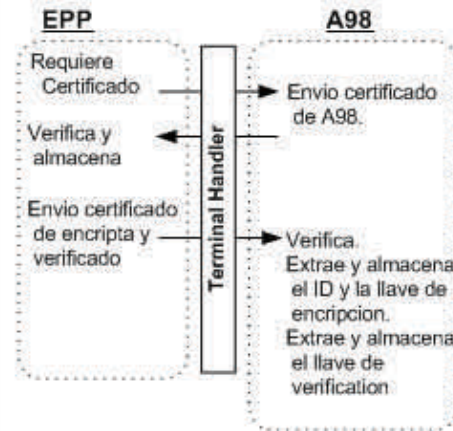 EPP
A98
Requiere
Certificado
Envio certificado
de A98.
Verifica y
almacena
Envio certificado
de encripta y
verificado
Terminal Handler
Verifica.
Extrae y almacena
el ID y la llave de
encripcion.
Extrae y almacena
el llave de
verification